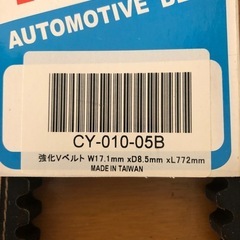 AUTOMOTIVE BE
CY-010-05B
強化Vベルト W17.1mm xD8.5mm xL772mm
MADE IN TAIWAN